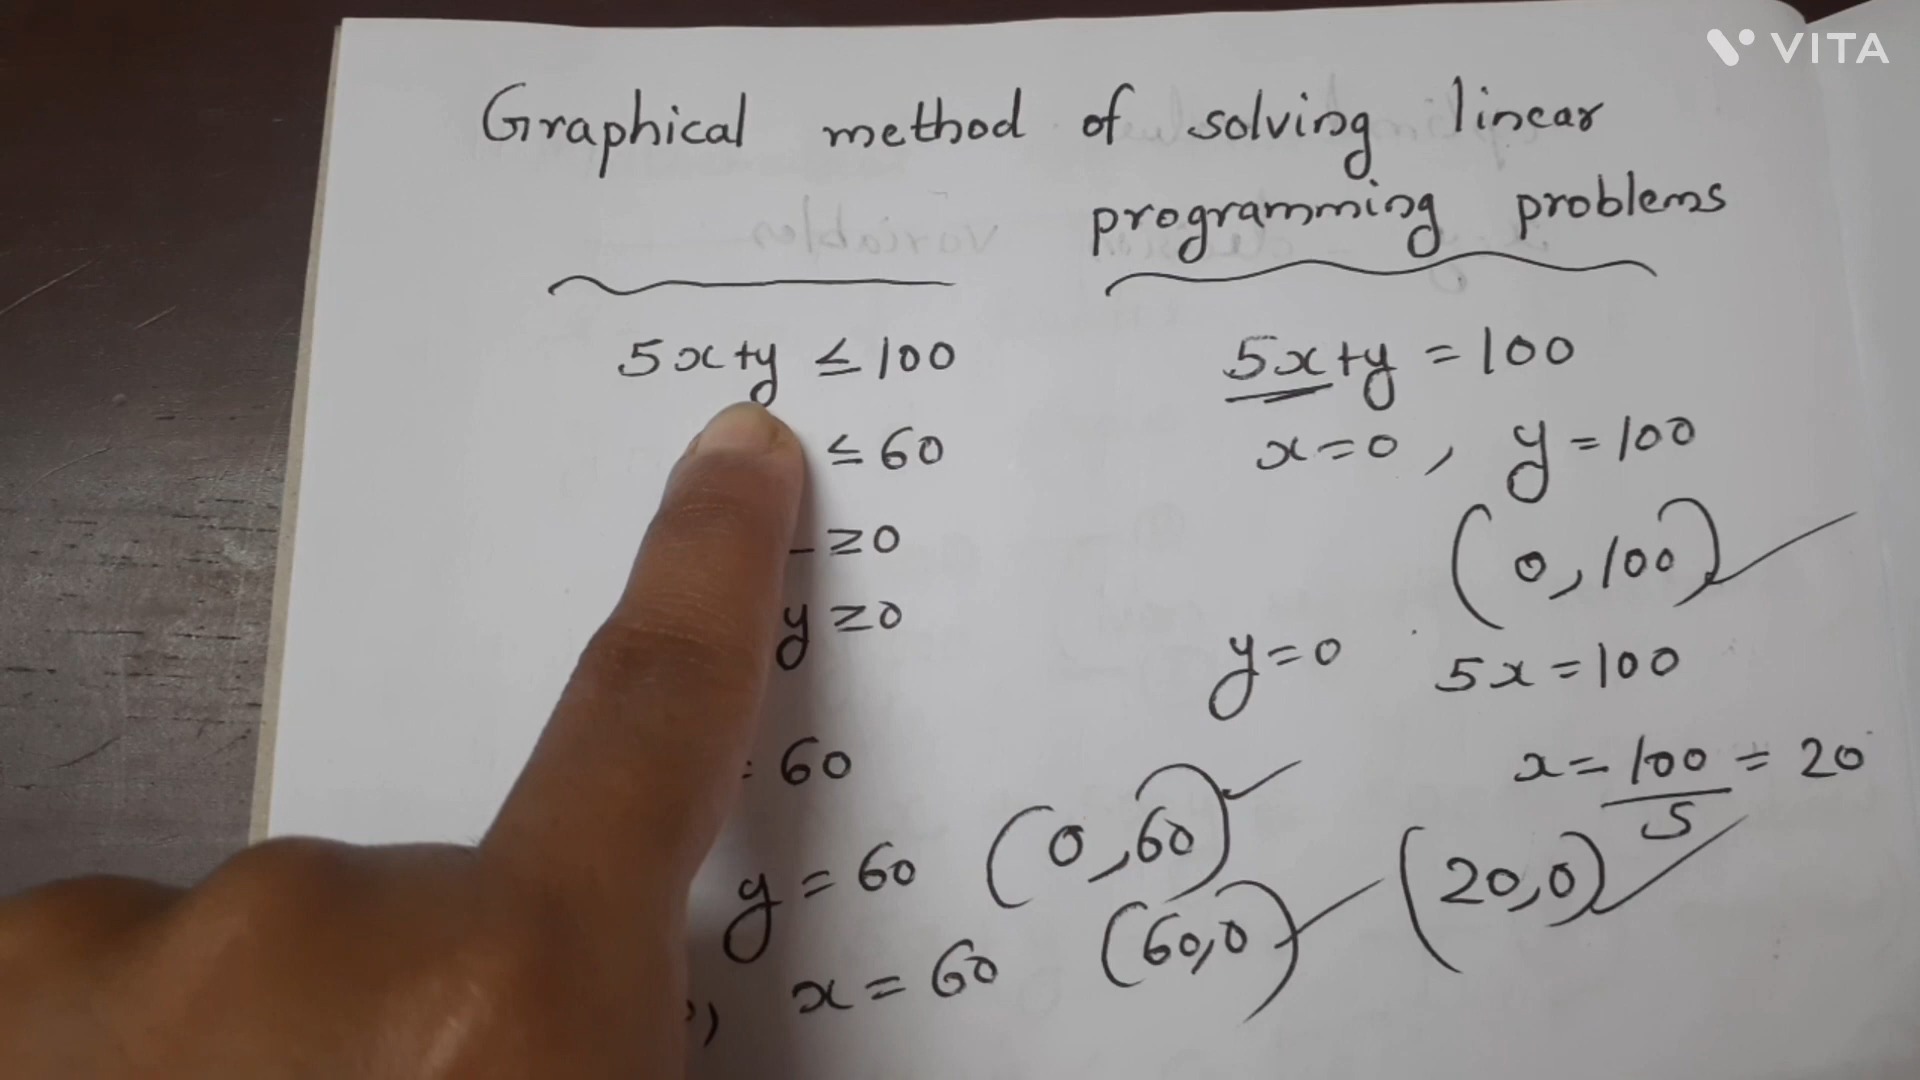 VITA
Graphical method of solving linear
programming problems
5x+y ≤ 100
≤ 60
≥0
y ≥0
= 60
y = 60 (0,60)
x = 60 (60,0)
5x+y = 100
x=0, y=100
(0,100)
y=0 5x=100
x = 100/5 = 20
(20,0)